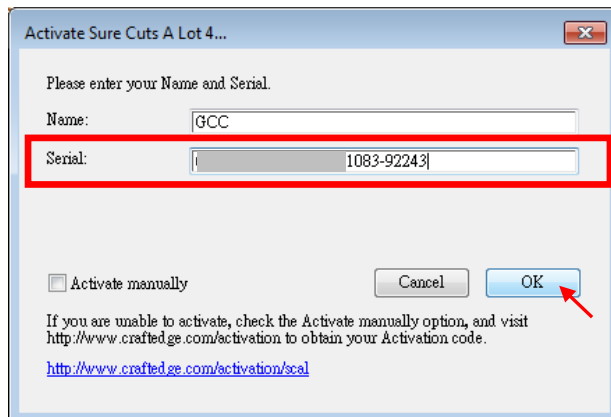 Activate Sure Cuts A Lot 4...
Please enter your Name and Serial.
Name: GCC
Serial: 1083-92243
Activate manually Cancel OK
If you are unable to activate, check the Activate manually option, and visit
http://www.craftedge.com/activation to obtain your Activation code.
http://www.craftedge.com/activation/scal